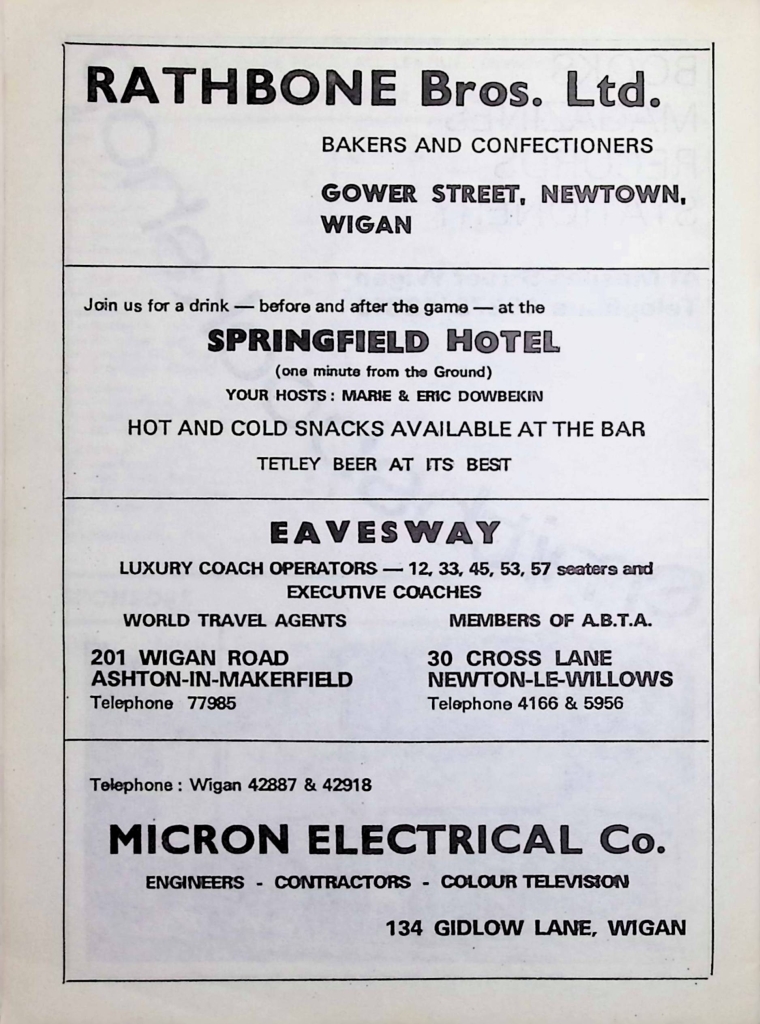 RATHBONE Bros. Ltd.
BAKERS AND CONFECTIONERS
GOWER STREET, NEWTOWN,
WIGAN
Join us for a drink — before and after the game — at the
SPRINGFIELD HOTEL
(one minute from the Ground)
YOUR HOSTS: MARIE & ERIC DOWBEKIN
HOT AND COLD SNACKS AVAILABLE AT THE BAR
TETLEY BEER AT ITS BEST
EAVESWAY
LUXURY COACH OPERATORS — 12, 33, 45, 53, 57 seaters and
EXECUTIVE COACHES
WORLD TRAVEL AGENTS MEMBERS OF A.B.T.A.
201 WIGAN ROAD
ASHTON-IN-MAKERFIELD
Telephone 77985
30 CROSS LANE
NEWTON-LE-WILLOWS
Telephone 4166 & 5956
Telephone: Wigan 42887 & 42918
MICRON ELECTRICAL Co.
ENGINEERS - CONTRACTORS - COLOUR TELEVISION
134 GIDLOW LANE, WIGAN